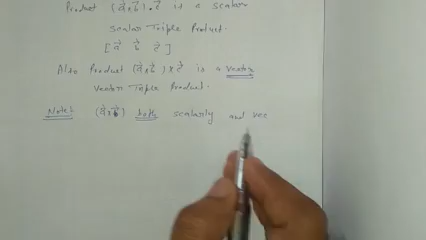 Product (a⃗×b⃗).c⃗ is a scalar
Scalar Triple Product.
[a⃗ b⃗ c⃗]
Also Product (a⃗×b⃗)×c⃗ is a vector
Vector Triple Product.
Note: (a⃗×b⃗) both scalarly and vec